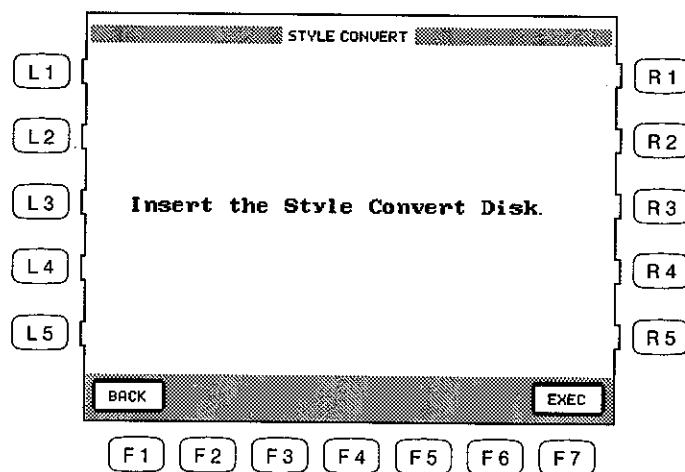 STYLE CONVERT
L1 R1
L2 R2
L3 Insert the Style Convert Disk. R3
L4 R4
L5 R5
BACK EXEC
F1 F2 F3 F4 F5 F6 F7